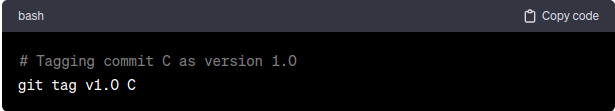 bash
Copy code
# Tagging commit C as version 1.0
git tag v1.0 C